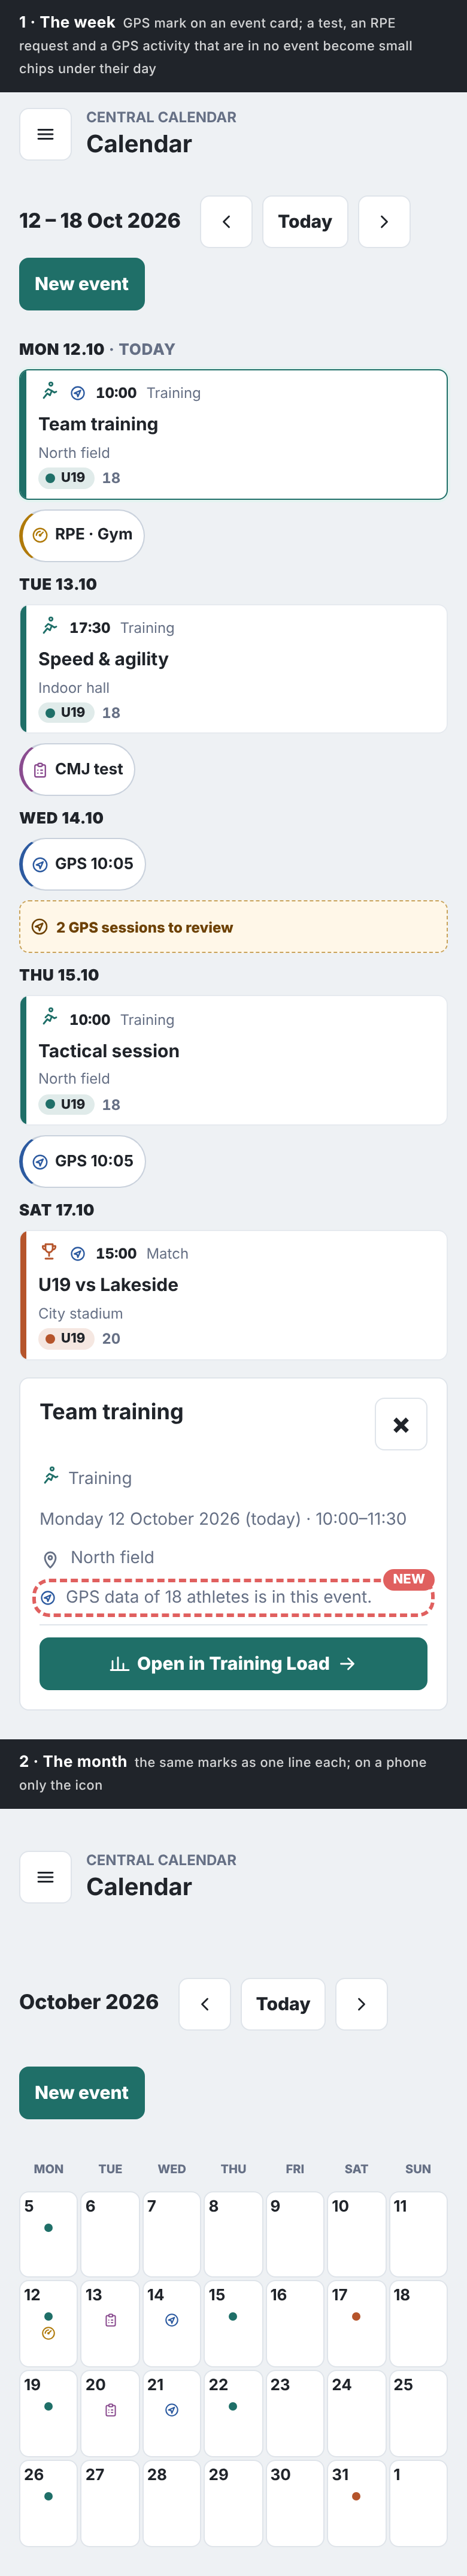 1 · The week GPS mark on an event card; a test, an RPE
request and a GPS activity that are in no event become small
chips under their day
CENTRAL CALENDAR
Calendar
12 – 18 Oct 2026
Today
New event
MON 12.10 · TODAY
10:00 Training
Team training
North field
U19 18
RPE · Gym
TUE 13.10
17:30 Training
Speed & agility
Indoor hall
U19 18
CMJ test
WED 14.10
GPS 10:05
2 GPS sessions to review
THU 15.10
10:00 Training
Tactical session
North field
U19 18
GPS 10:05
SAT 17.10
15:00 Match
U19 vs Lakeside
City stadium
U19 20
Team training
Training
Monday 12 October 2026 (today) · 10:00–11:30
North field
NEW
GPS data of 18 athletes is in this event.
Open in Training Load →
2 · The month the same marks as one line each; on a phone
only the icon
CENTRAL CALENDAR
Calendar
October 2026
Today
New event
MON TUE WED THU FRI SAT SUN
5 6 7 8 9 10 11
12 13 14 15 16 17 18
19 20 21 22 23 24 25
26 27 28 29 30 31 1